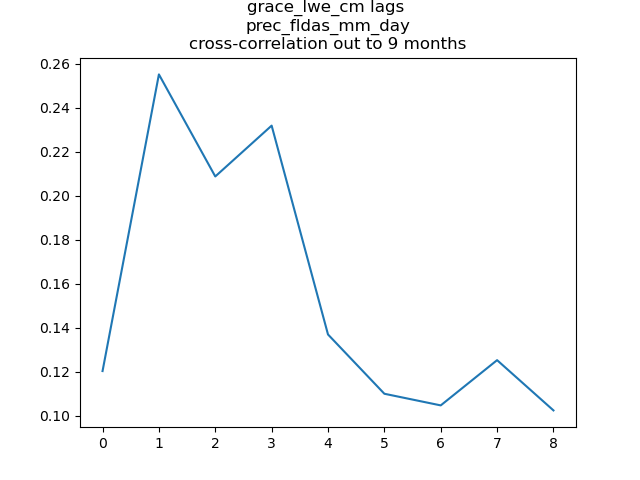 grace_lwe_cm lags
prec_fldas_mm_day
cross-correlation out to 9 months
0.26
0.24
0.22
0.20
0.18
0.16
0.14
0.12
0.10
0 1 2 3 4 5 6 7 8